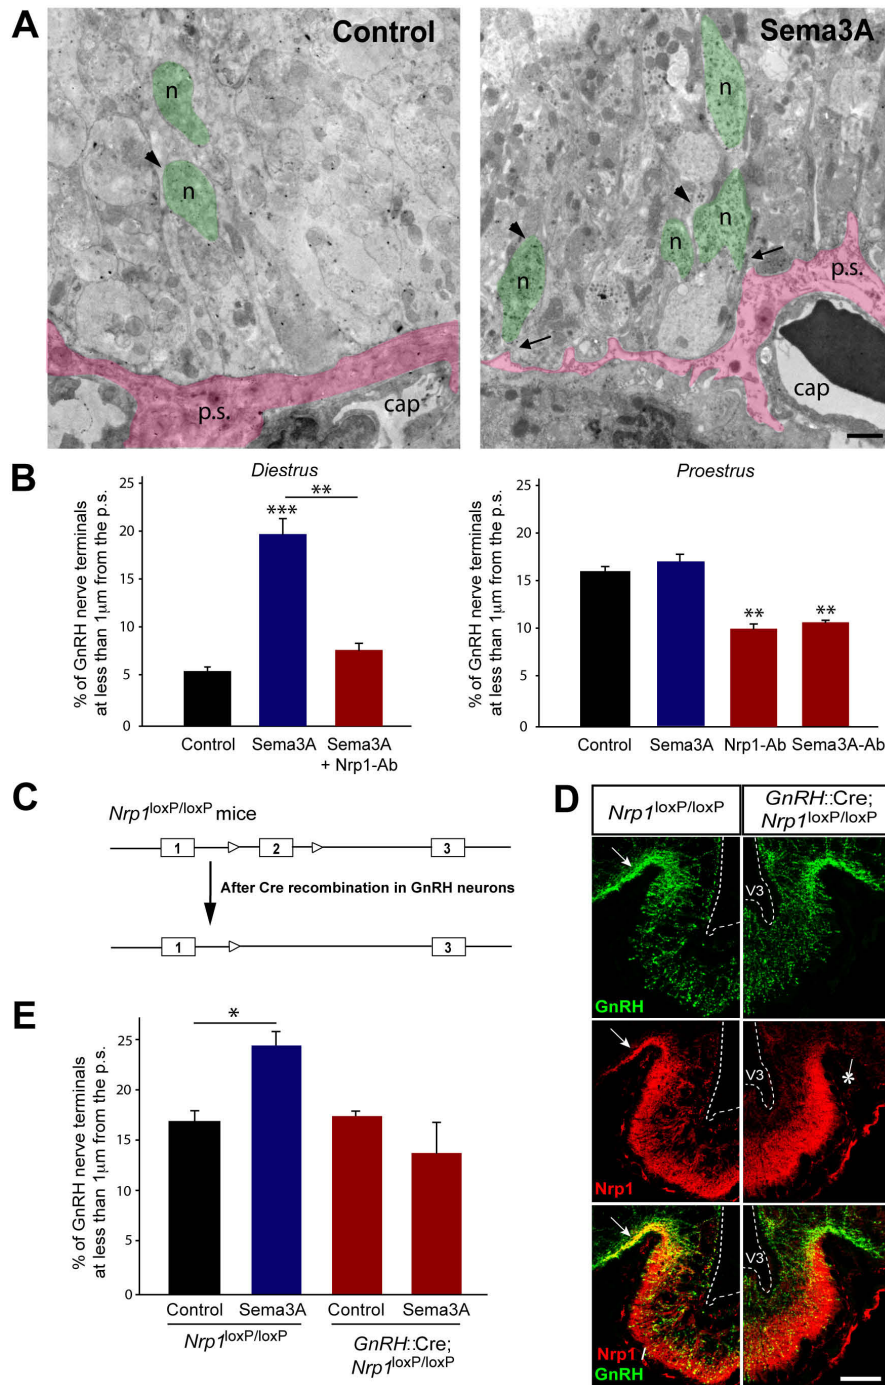 A
Control
Sema3A
n
n
p.s.
cap
n
n
n
n
p.s.
cap
B
Diestrus
% of GnRH nerve terminals
at less than 1µm from the p.s.
25
20
15
10
5
0
***
**
Control
Sema3A
Sema3A
+ Nrp1-Ab
Proestrus
% of GnRH nerve terminals
at less than 1µm from the p.s.
25
20
15
10
5
0
**
**
Control
Sema3A
Nrp1-Ab
Sema3A-Ab
C
Nrp1loxP/loxP mice
1
2
3
After Cre recombination in GnRH neurons
1
3
D
Nrp1loxP/loxP
GnRH::Cre;
Nrp1loxP/loxP
V3
GnRH
V3
*
Nrp1
V3
Nrp1/
GnRH
E
% of GnRH nerve terminals
at less than 1µm from the p.s.
25
20
15
10
5
0
*
Control
Sema3A
Control
Sema3A
Nrp1loxP/loxP
GnRH::Cre;
Nrp1loxP/loxP